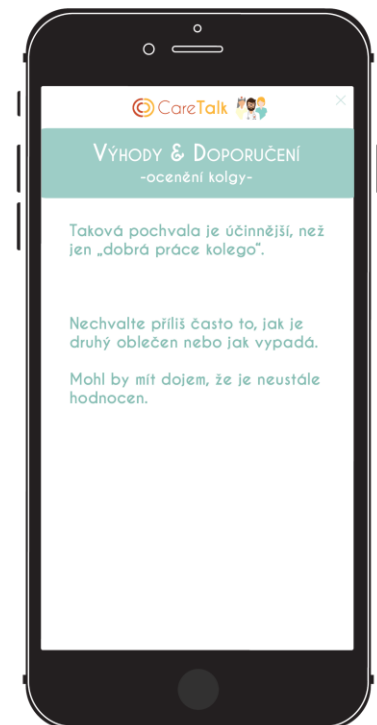 CareTalk
VÝHODY & DOPORUČENÍ
-ocenění kolgy-
Taková pochvala je účinnější, než
jen „dobrá práce kolego“.
Nechvalte příliš často to, jak je
druhý oblečen nebo jak vypadá.
Mohl by mít dojem, že je neustále
hodnocen.